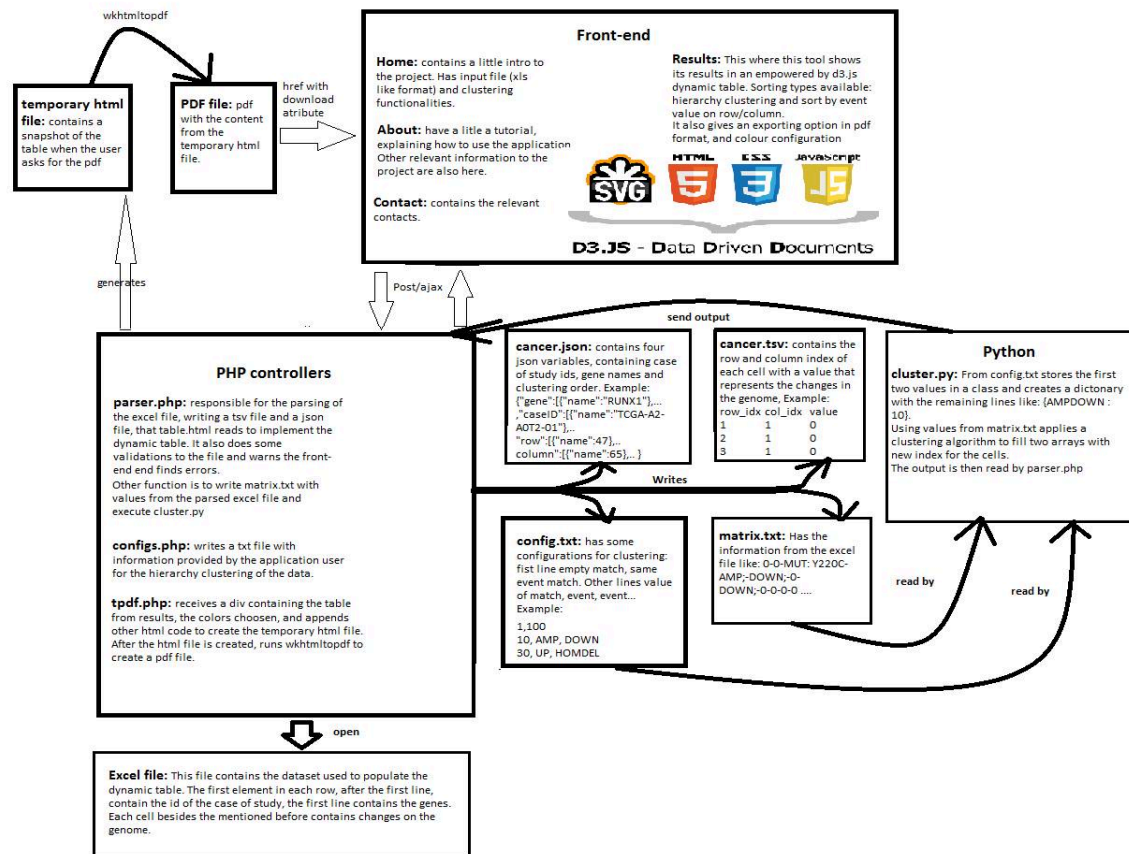 wkhtmltopdf
temporary html
file: contains a
snapshot of the
table when the user
asks for the pdf
PDF file: pdf
with the content
from the
temporary html
file.
href with
download
atribute
Front-end
Home: contains a little intro to
the project. Has input file (xls
like format) and clustering
functionalities.
About: have a litle a tutorial,
explaining how to use the application
Other relevant information to the
project are also here.
Contact: contains the relevant
contacts.
Results: This where this tool shows
its results in an empowered by d3.js
dynamic table. Sorting types available:
hierarchy clustering and sort by event
value on row/column.
It also gives an exporting option in pdf
format, and colour configuration
SVG
HTML
5
CSS
3
JavaScript
JS
D3.JS - Data Driven Documents
generates
Post/ajax
..
send output
PHP controllers
parser.php: responsible for the parsing of
the excel file, writing a tsv file and a json
file, that table.html reads to implement the
dynamic table. It also does some
validations to the file and warns the front-
end end finds errors.
Other function is to write matrix.txt with
values from the parsed excel file and
execute cluster.py
configs.php: writes a txt file with
information provided by the application user
for the hierarchy clustering of the data.
tpdf.php: receives a div containing the table
from results, the colors choosen, and appends
other html code to create the temporary html file.
After the html file is created, runs wkhtmltopdf to
create a pdf file.
cancer.json: contains four
json variables, containing case
of study ids, gene names and
clustering order. Example:
{"gene":[{"name":"RUNX1"},...
,"caseID":[{"name":"TCGA-A2-
A0T2-01"},..
"row":[{"name":47},..
column":[{"name":65},.. }
cancer.tsv: contains the
row and column index of
each cell with a value that
represents the changes in
the genome, Example:
row_idx col_idx value
1 1 0
2 1 0
3 1 0
Python
cluster.py: From config.txt stores the first
two values in a class and creates a dictonary
with the remaining lines like: {AMPDOWN :
10}.
Using values from matrix.txt applies a
clustering algorithm to fill two arrays with
new index for the cells.
The output is then read by parser.php
Writes
config.txt: has some
configurations for clustering:
fist line empty match, same
event match. Other lines value
of match, event, event...
Example:
1,100
10, AMP, DOWN
30, UP, HOMDEL
matrix.txt: Has the
information from the excel
file like: 0-0-MUT: Y220C-
AMP;-DOWN;-0-
DOWN;-0-0-0-0 ....
read by
read by
open
Excel file: This file contains the dataset used to populate the
dynamic table. The first element in each row, after the first line,
contain the id of the case of study, the first line contains the genes.
Each cell besides the mentioned before contains changes on the
genome.